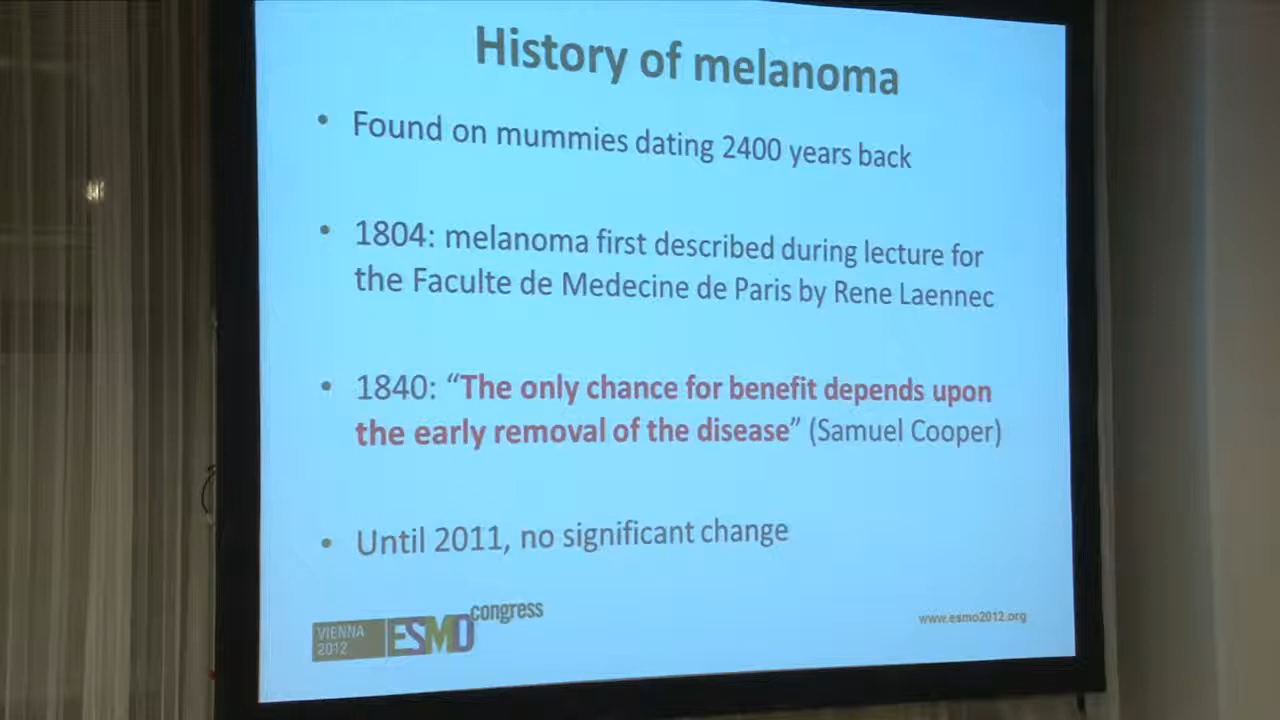 History of melanoma
• Found on mummies dating 2400 years back
• 1804: melanoma first described during lecture for
the Faculte de Medecine de Paris by Rene Laennec
• 1840: “The only chance for benefit depends upon
the early removal of the disease” (Samuel Cooper)
• Until 2011, no significant change
VIENNA
2012
ESMO congress
www.esmo2012.org